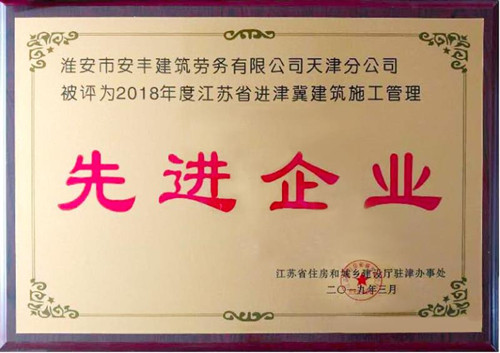 淮安市安丰建筑劳务有限公司天津分公司
被评为2018年度江苏省进津冀建筑施工管理
先进企业
江苏省住房和城乡建设厅驻津办事处
二〇一九年三月